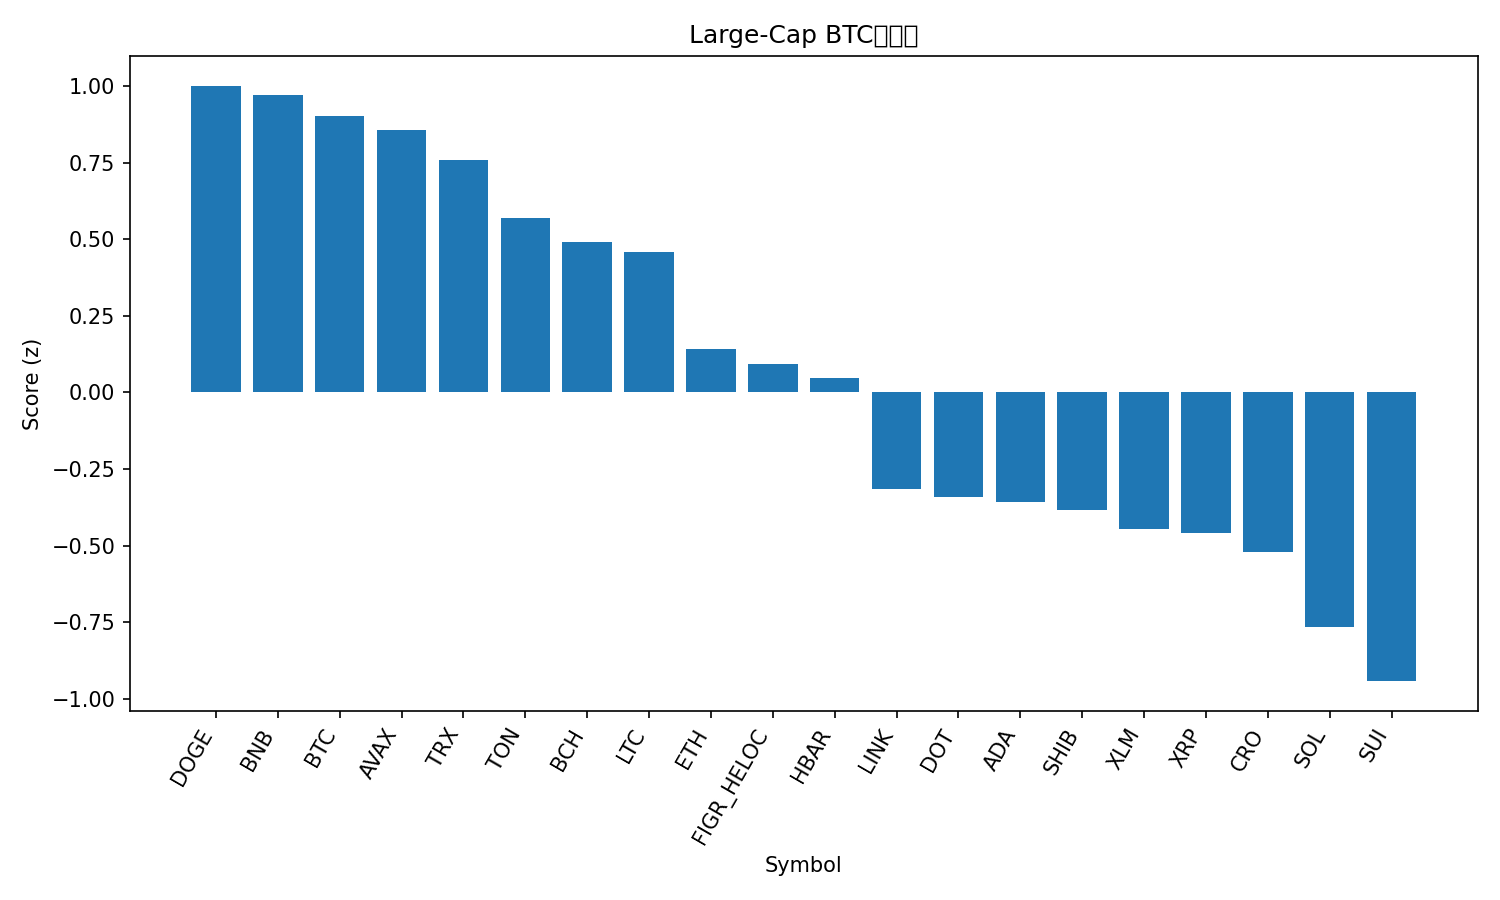 Large-Cap BTC
Score (z)
1.00
0.75
0.50
0.25
0.00
−0.25
−0.50
−0.75
−1.00
DOGE
BNB
BTC
AVAX
TRX
TON
BCH
LTC
ETH
FIGR_HELOC
HBAR
LINK
DOT
ADA
SHIB
XLM
XRP
CRO
SOL
SUI
Symbol